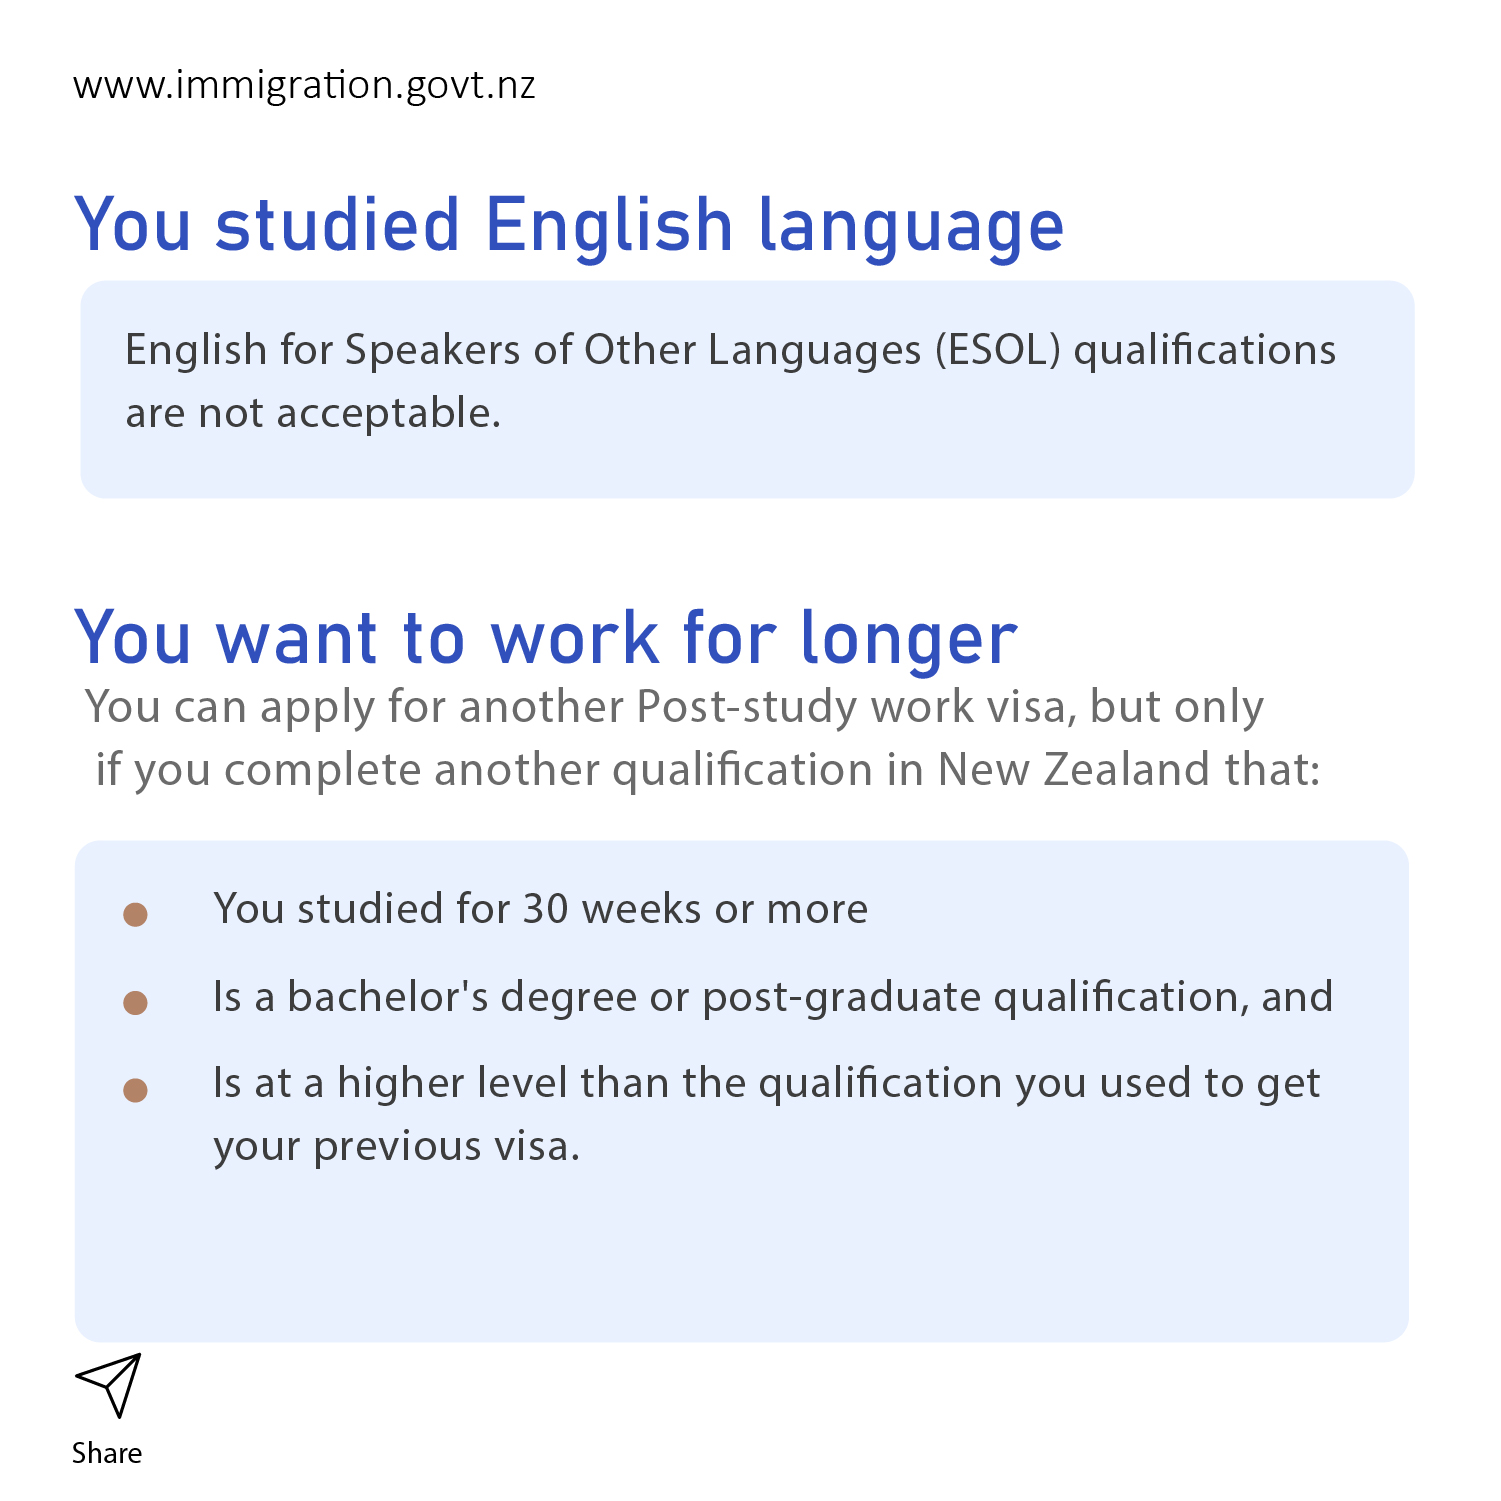 www.immigration.govt.nz
You studied English language
English for Speakers of Other Languages (ESOL) qualifications
are not acceptable.
You want to work for longer
You can apply for another Post-study work visa, but only
if you complete another qualification in New Zealand that:
You studied for 30 weeks or more
Is a bachelor's degree or post-graduate qualification, and
Is at a higher level than the qualification you used to get
your previous visa.
Share